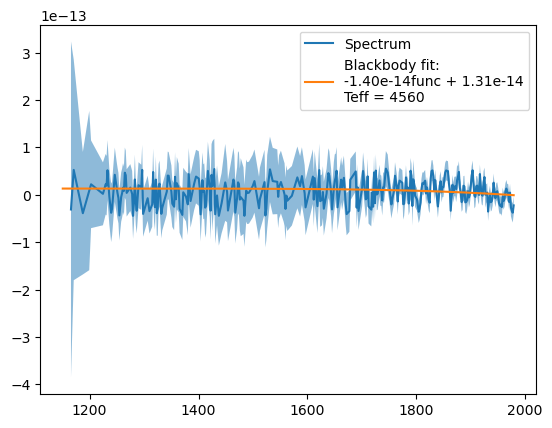 1e−13
3
2
1
0
−1
−2
−3
−4
1200
1400
1600
1800
2000
Spectrum
Blackbody fit:
-1.40e-14func + 1.31e-14
Teff = 4560